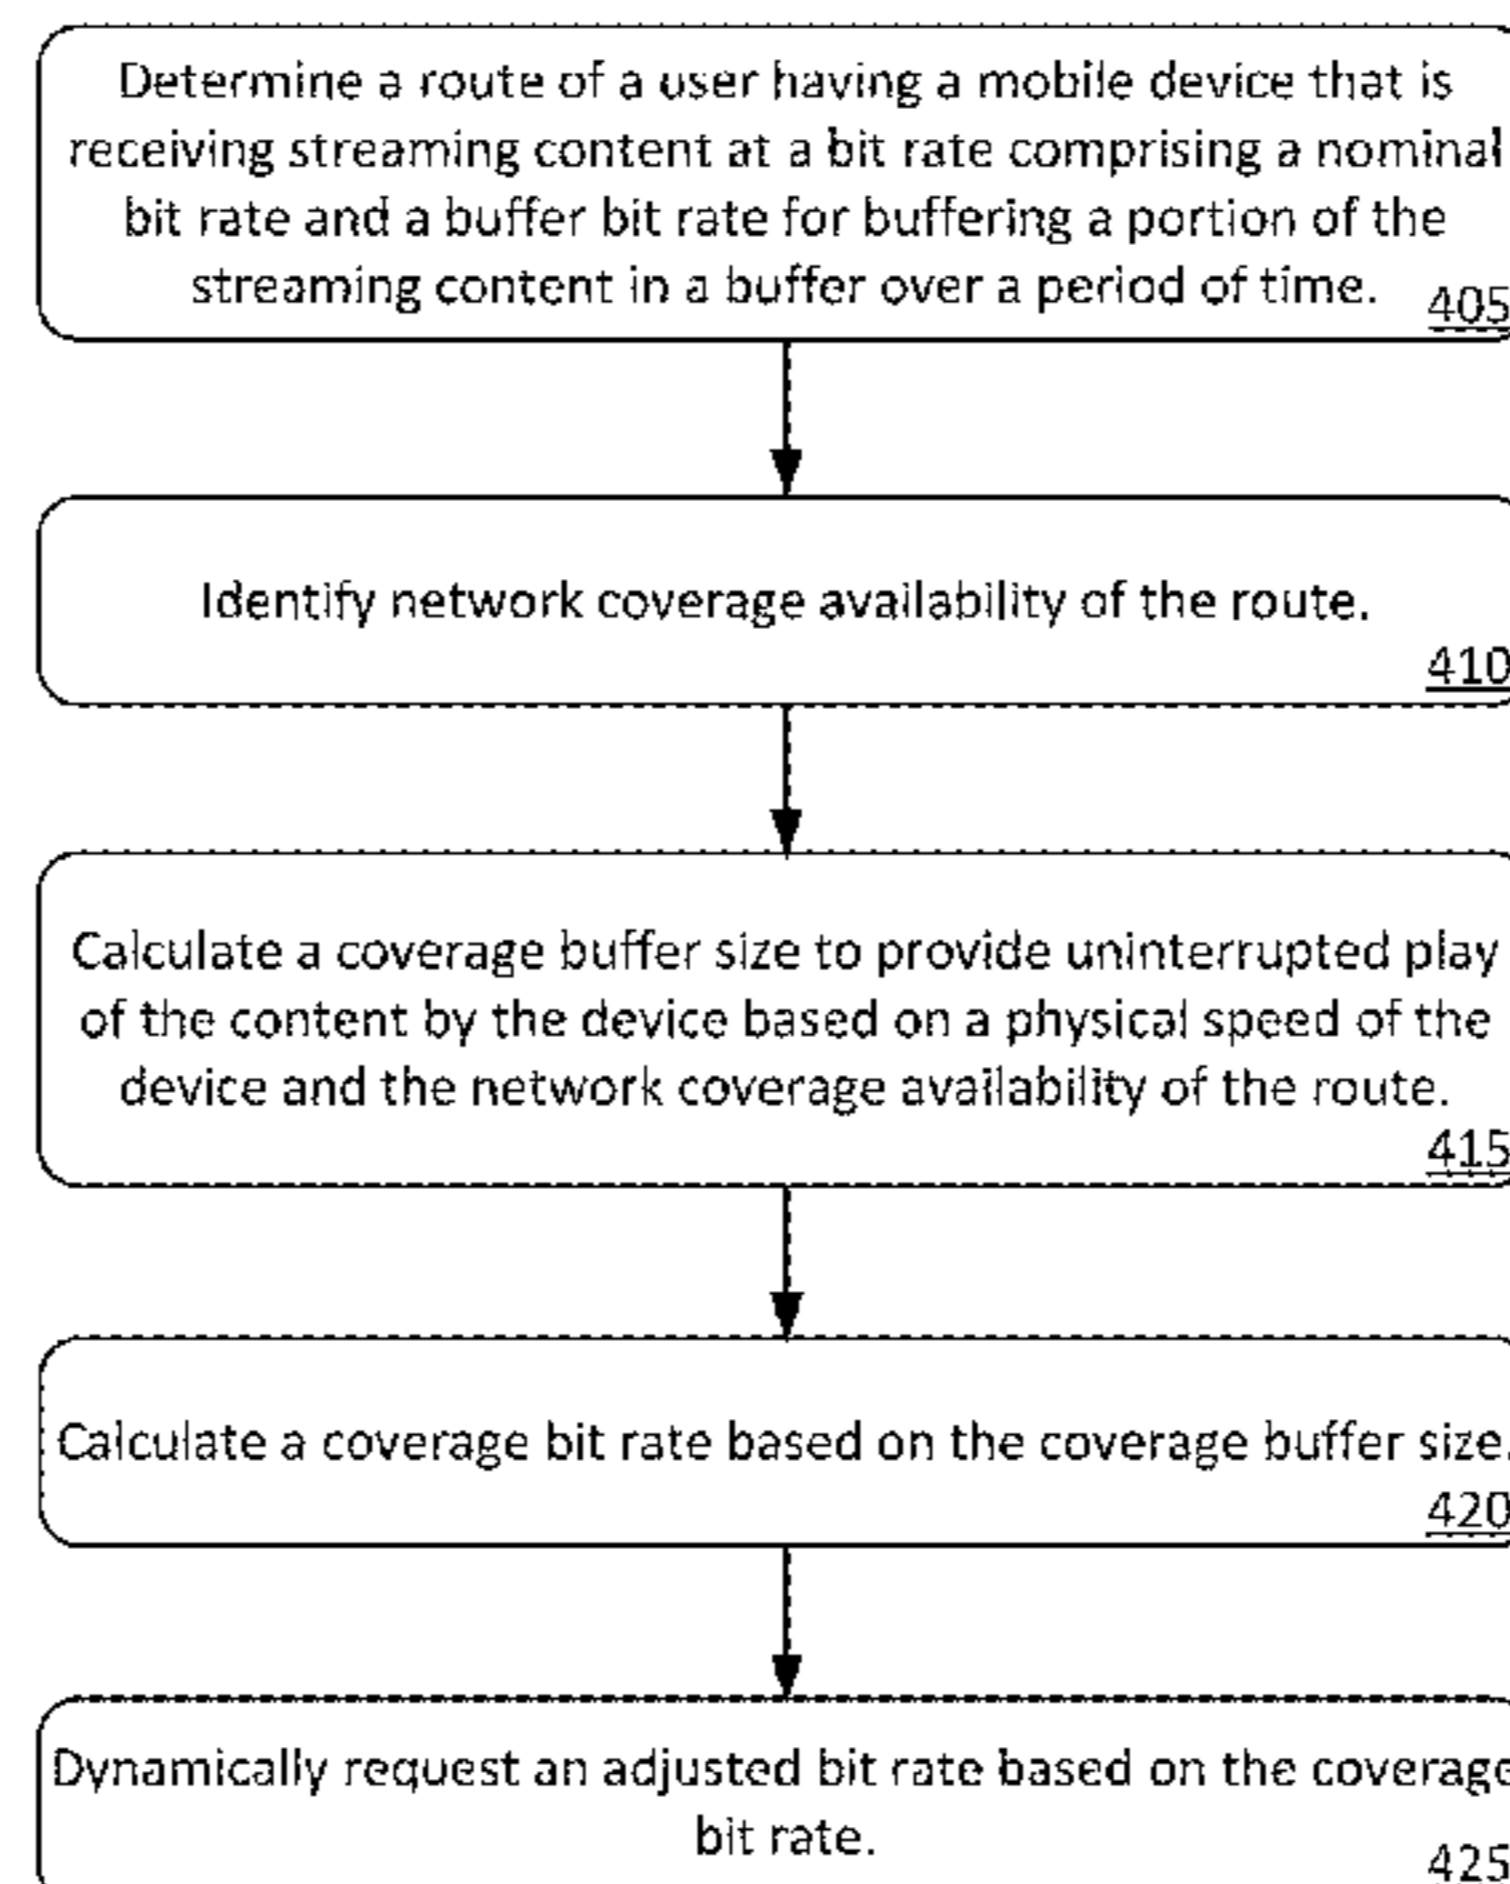 Determine a route of a user having a mobile device that is
receiving streaming content at a bit rate comprising a nominal
bit rate and a buffer bit rate for buffering a portion of the
streaming content in a buffer over a period of time.
405
Identify network coverage availability of the route.
410
Calculate a coverage buffer size to provide uninterrupted play
of the content by the device based on a physical speed of the
device and the network coverage availability of the route.
415
Calculate a coverage bit rate based on the coverage buffer size.
420
Dynamically request an adjusted bit rate based on the coverage
bit rate.
425